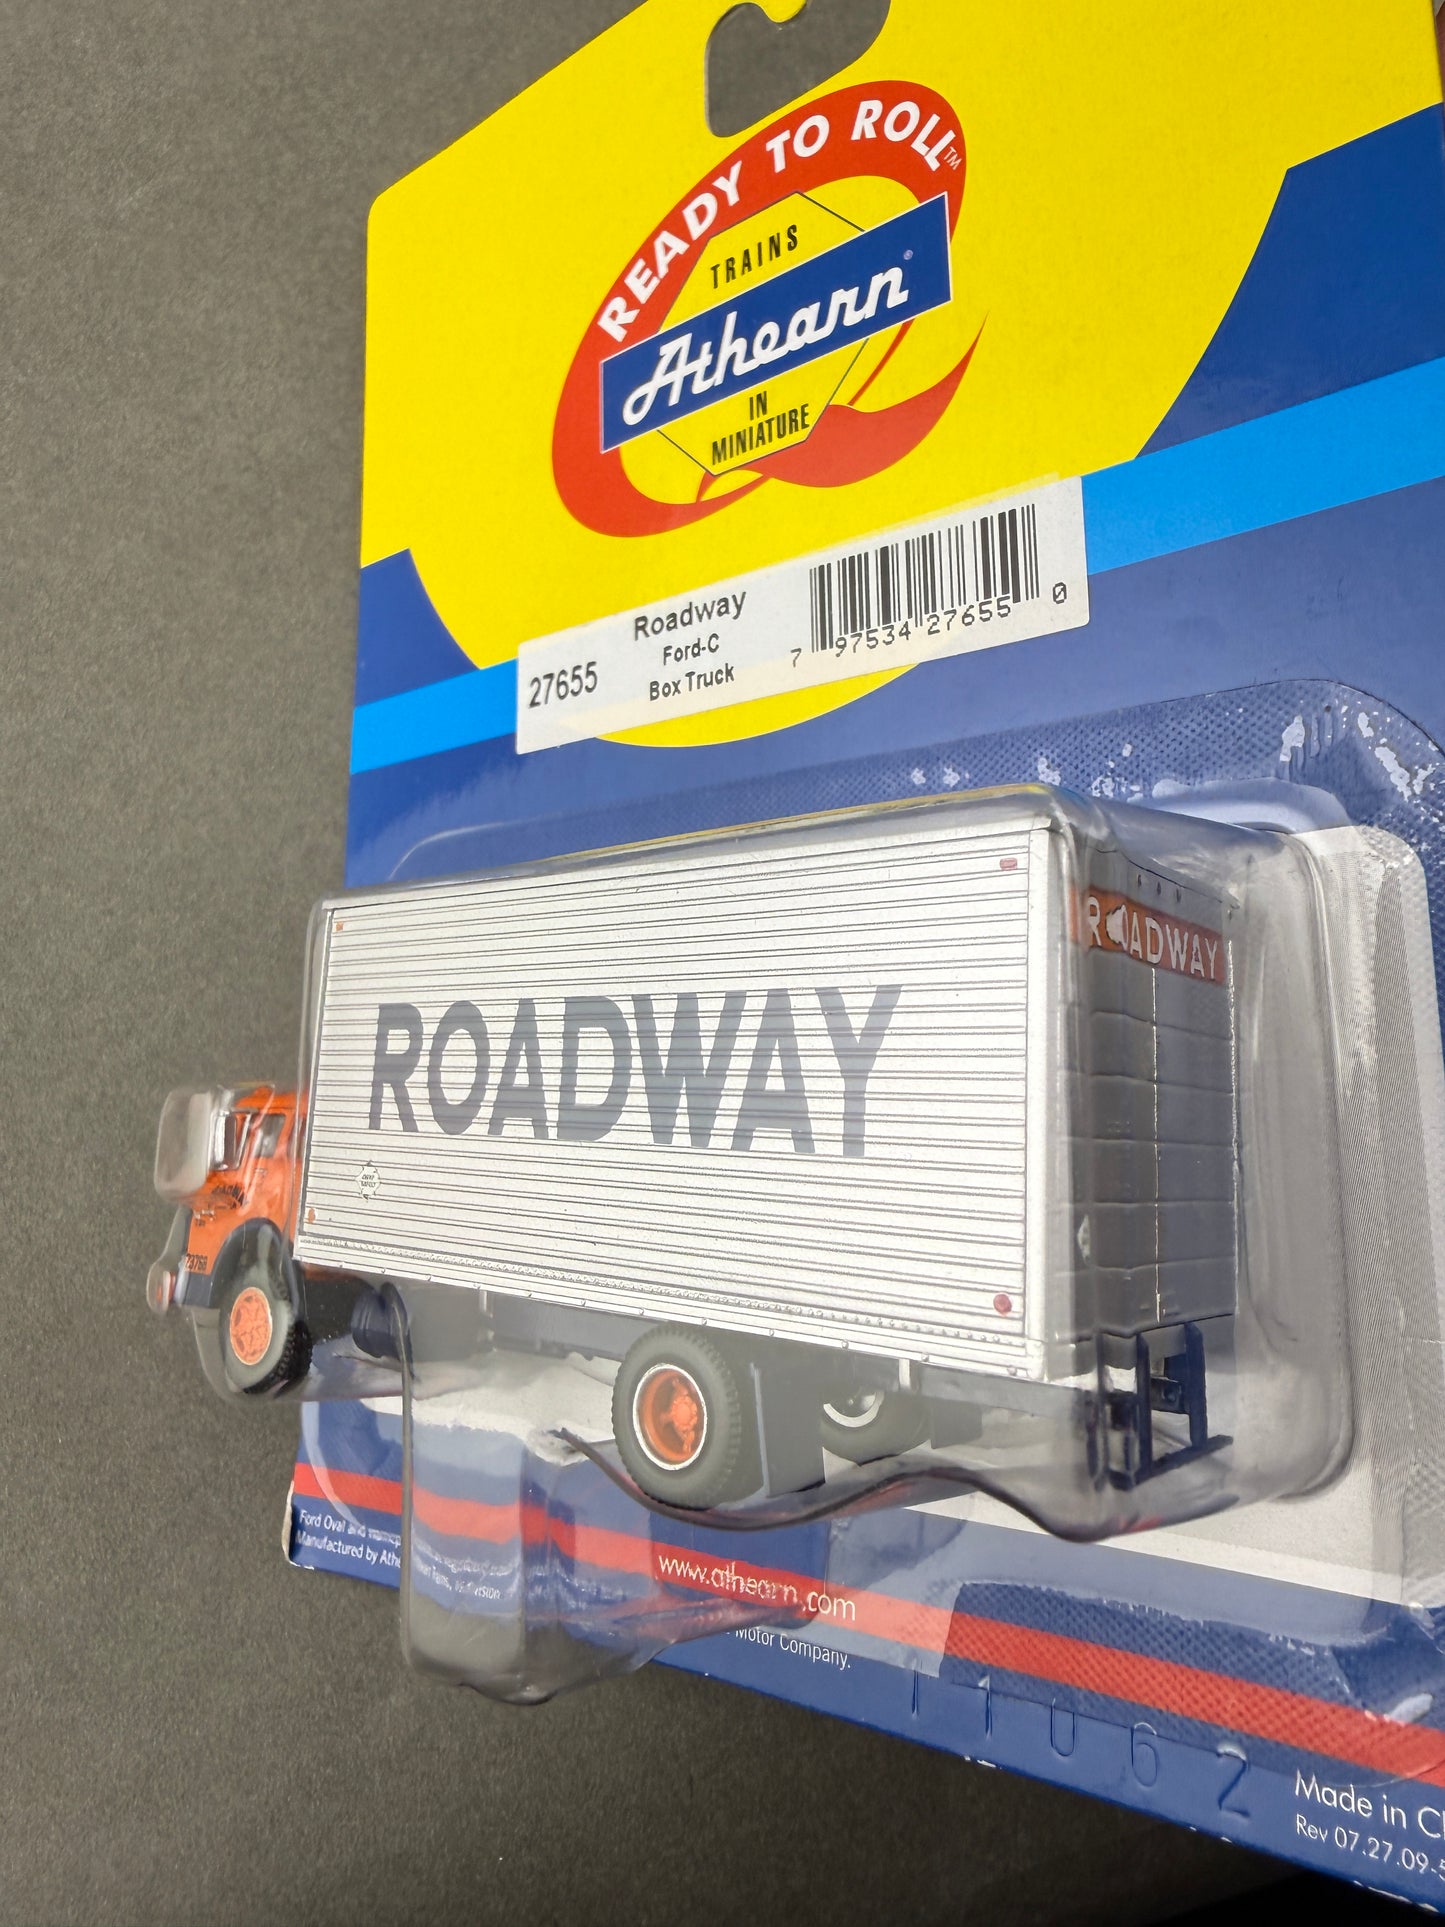 READY TO ROLL™
TRAINS
Athearn®
IN
MINIATURE
27655
Roadway
Ford-C
Box Truck
7 97534 27655 0
ROADWAY
ROADWAY
Ford Oval and
Manufactured by
www.athearn.com
Motor Company.
11062
Made in
Rev 07.27.09-